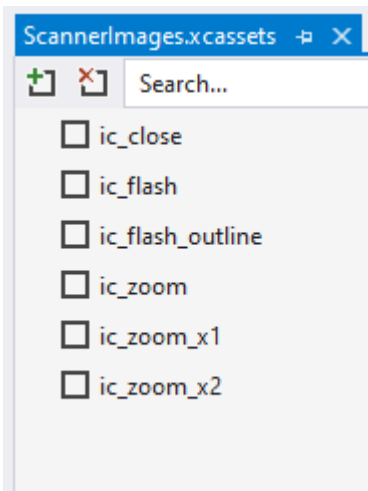 ScannerImages.xcassets
Search...
ic_close
ic_flash
ic_flash_outline
ic_zoom
ic_zoom_x1
ic_zoom_x2